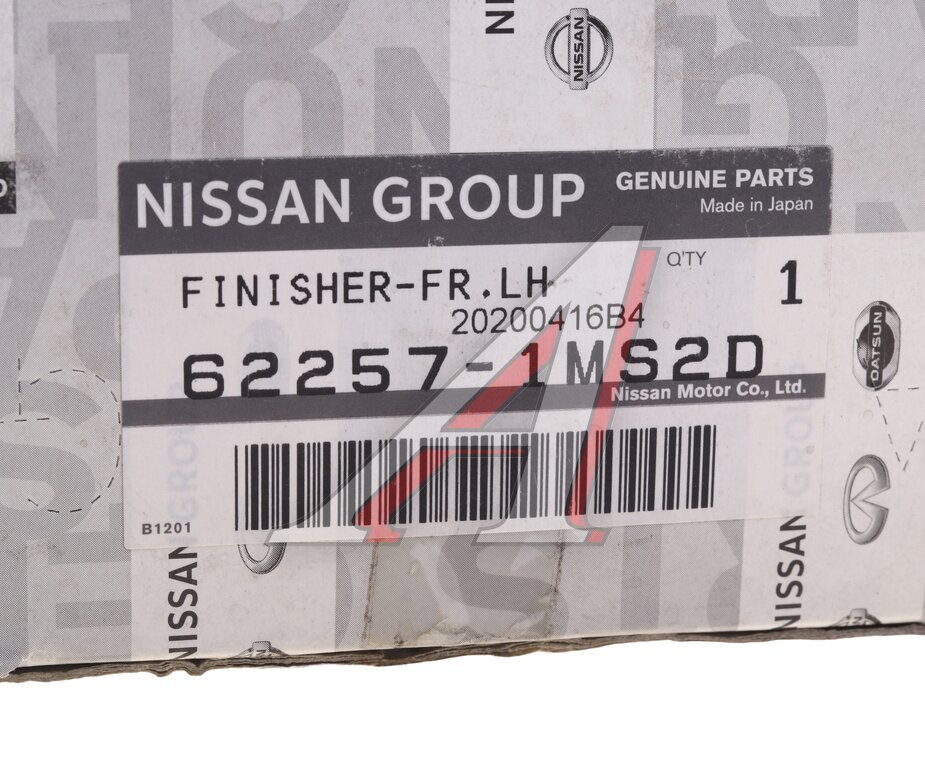 NISSAN
NISSAN GROUP
GENUINE PARTS
Made in Japan
FINISHER-FR.LH
Q'TY
1
20200416B4
62257-1MS2D
Nissan Motor Co., Ltd.
DATSUN
B1201
NISSAN
NISSAN